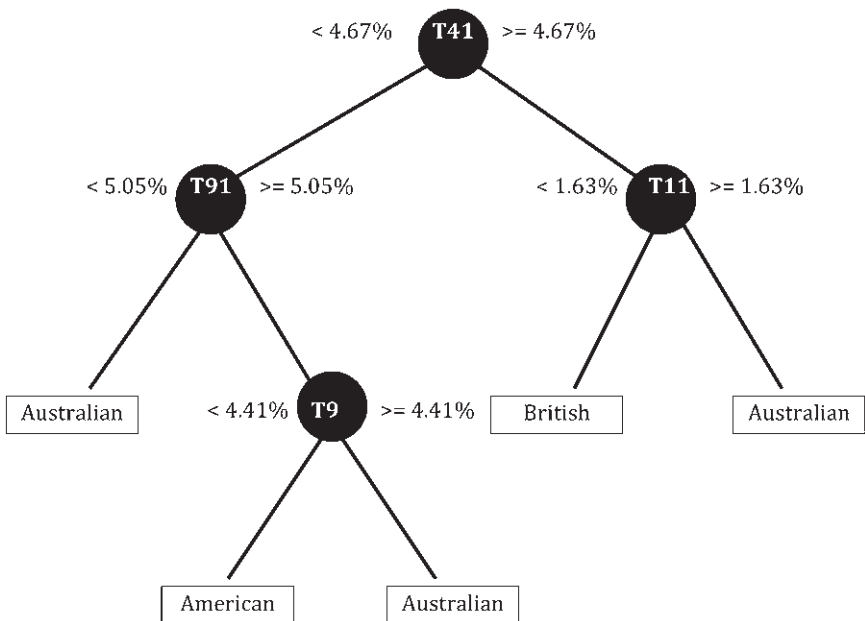 < 4.67% T41 >= 4.67%
< 5.05% T91 >= 5.05% < 1.63% T11 >= 1.63%
Australian < 4.41% T9 >= 4.41% British Australian
American Australian